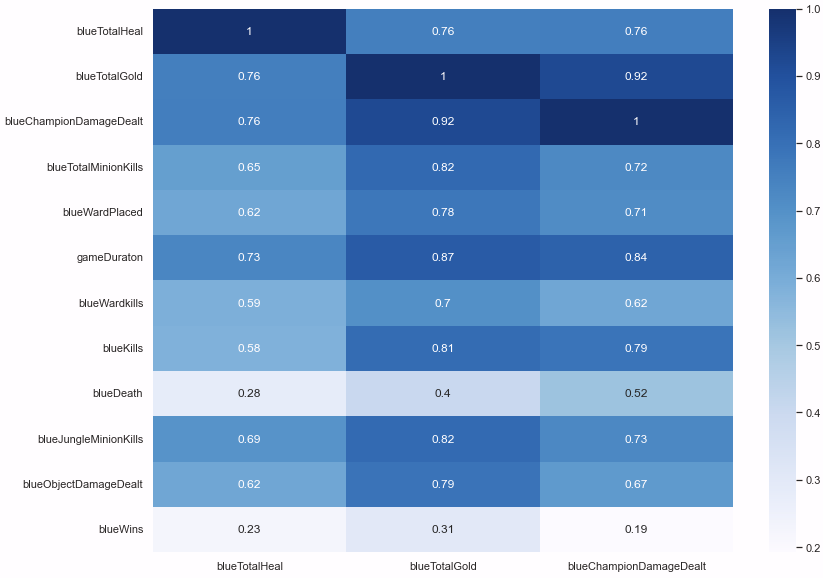 blueTotalHeal 1 0.76 0.76
blueTotalGold 0.76 1 0.92
blueChampionDamageDealt 0.76 0.92 1
blueTotalMinionKills 0.65 0.82 0.72
blueWardPlaced 0.62 0.78 0.71
gameDuraton 0.73 0.87 0.84
blueWardkills 0.59 0.7 0.62
blueKills 0.58 0.81 0.79
blueDeath 0.28 0.4 0.52
blueJungleMinionKills 0.69 0.82 0.73
blueObjectDamageDealt 0.62 0.79 0.67
blueWins 0.23 0.31 0.19
blueTotalHeal blueTotalGold blueChampionDamageDealt
1.0
0.9
0.8
0.7
0.6
0.5
0.4
0.3
0.2